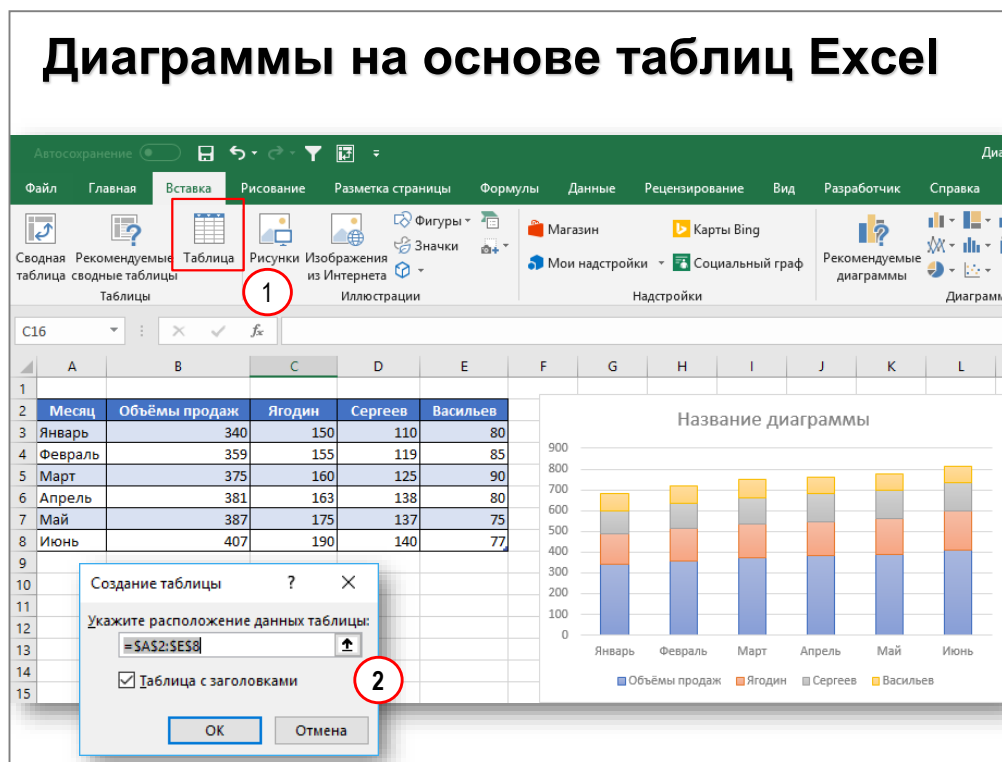 Диаграммы на основе таблиц Excel
Автосохранение
Файл Главная Вставка Рисование Разметка страницы Формулы Данные Рецензирование Вид Разработчик Справка
Сводная таблица
Рекомендуемые сводные таблицы
Таблица
Таблицы
1
Рисунки
Изображения из Интернета
Фигуры
Значки
Иллюстрации
Магазин
Мои надстройки
Карты Bing
Социальный граф
Надстройки
Рекомендуемые диаграммы
C16
fx
A B C D E F G H I J K L
1
2 Месяц Объёмы продаж Ягодин Сергеев Васильев
3 Январь 340 150 110 80
4 Февраль 359 155 119 85
5 Март 375 160 125 90
6 Апрель 381 163 138 80
7 Май 387 175 137 75
8 Июнь 407 190 140 77
9
10
11
12
13
14
15
Создание таблицы ? ×
Укажите расположение данных таблицы:
=$A$2:$E$8
Таблица с заголовками
2
ОК Отмена
Название диаграммы
900
800
700
600
500
400
300
200
100
0
Январь Февраль Март Апрель Май Июнь
Объёмы продаж Ягодин Сергеев Васильев